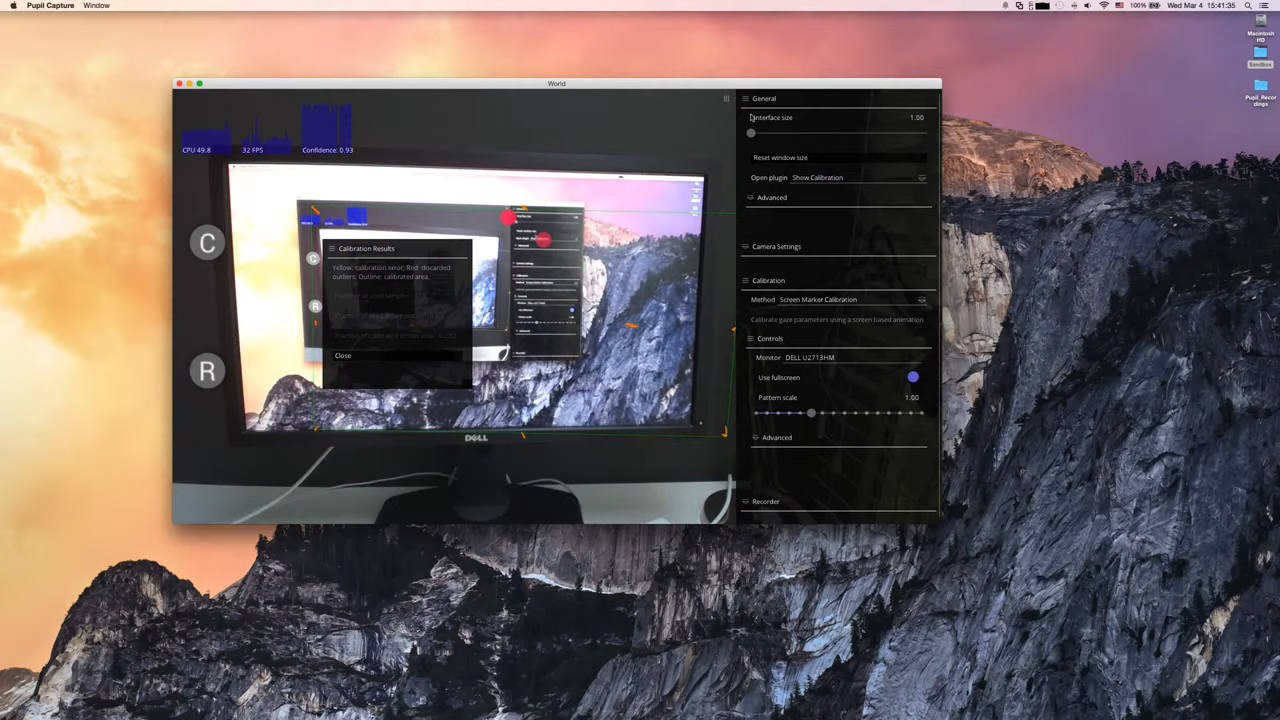 Pupil Capture Window
100%
Wed Mar 4 15:41:35
Macintosh
HD
Sandbox
Pupil_Recor
dings
World
CPU 49.8
32 FPS
Confidence: 0.93
C
R
Calibration Results
Yellow: calibration error; Red: discarded
outliers, Outline: calibrated area.
Close
C
R
DELL
General
Interface size 1.00
Reset window size
Open plugin Show Calibration
Advanced
Camera Settings
Calibration
Method Screen Marker Calibration
Calibrate gaze parameters using a screen based animation.
Controls
Monitor DELL U2713HM
Use fullscreen
Pattern scale 1.00
Advanced
Recorder